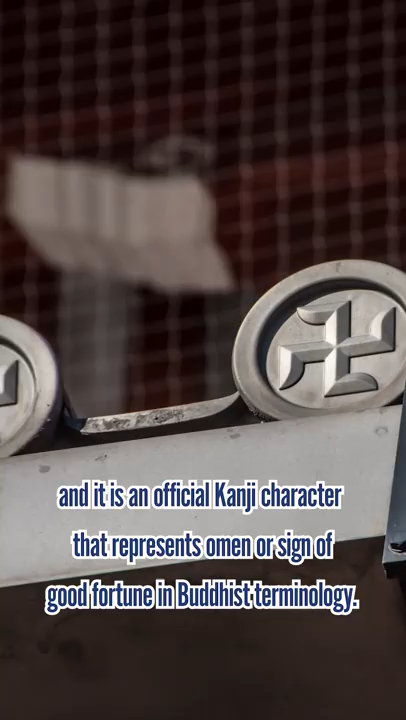 and it is an official Kanji character
that represents omen or sign of
good fortune in Buddhist terminology.